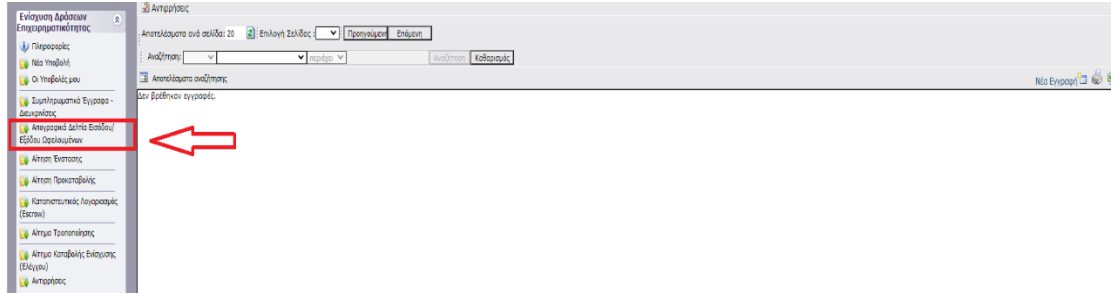 Ενίσχυση Δράσεων
Επιχειρηματικότητας
Πληροφορίες
Νέα Υποβολή
Οι Υποβολές μου
Συμπληρωματικά Έγγραφα -
Διευκρινίσεις
Απογραφικά Δελτία Εισόδου/
Εξόδου Ωφελουμένων
Αίτηση Ένστασης
Αίτηση Προκαταβολής
Καταπιστευτικός Λογαριασμός
(Escrow)
Αίτημα Τροποποίησης
Αίτημα Καταβολής Ενίσχυσης
(Ελέγχου)
Αντιρρήσεις
Αντιρρήσεις
Αποτελέσματα ανά σελίδα: 20 Επιλογή Σελίδας : Προηγούμενη Επόμενη
Αναζήτηση: περιέχει Αναζήτηση Καθαρισμός
Αποτελέσματα αναζήτησης Νέα Εγγραφή
Δεν βρέθηκαν εγγραφές.